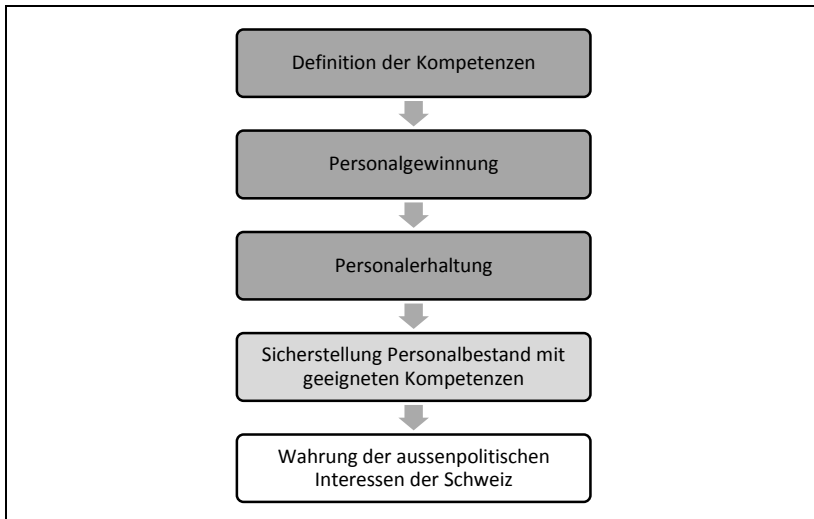 Definition der Kompetenzen
Personalgewinnung
Personalerhaltung
Sicherstellung Personalbestand mit
geeigneten Kompetenzen
Wahrung der aussenpolitischen
Interessen der Schweiz